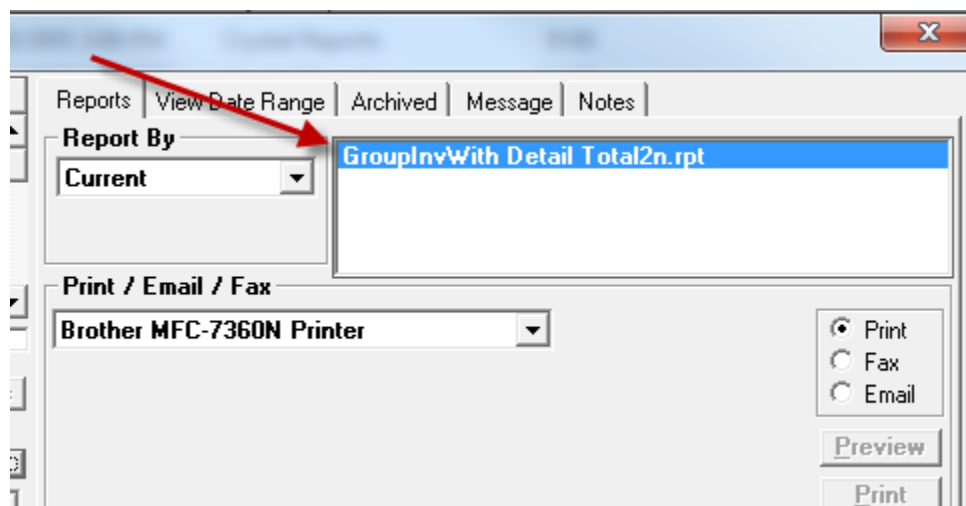 Reports View Date Range Archived Message Notes
Report By
Current
GroupInvWith Detail Total2n.rpt
Print / Email / Fax
Brother MFC-7360N Printer
Print
Fax
Email
Preview
Print